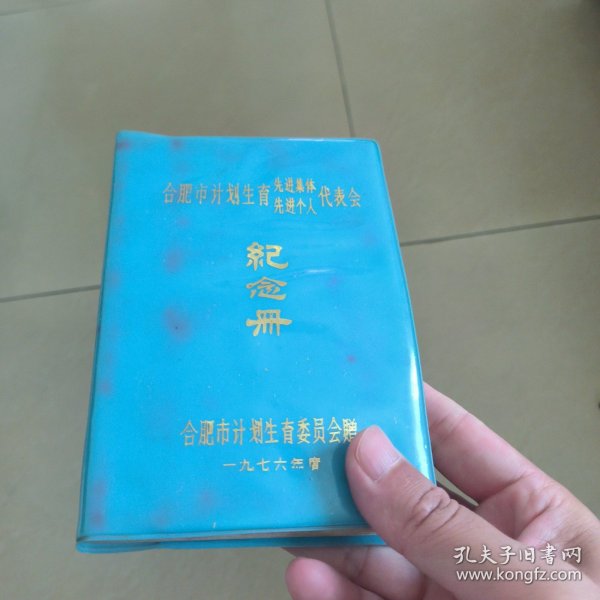 合肥市计划生育先进集体先进个人代表会
紀念册
合肥市计划生育委员会赠
一九七六年度
孔夫子旧书网
www.kongfz.com